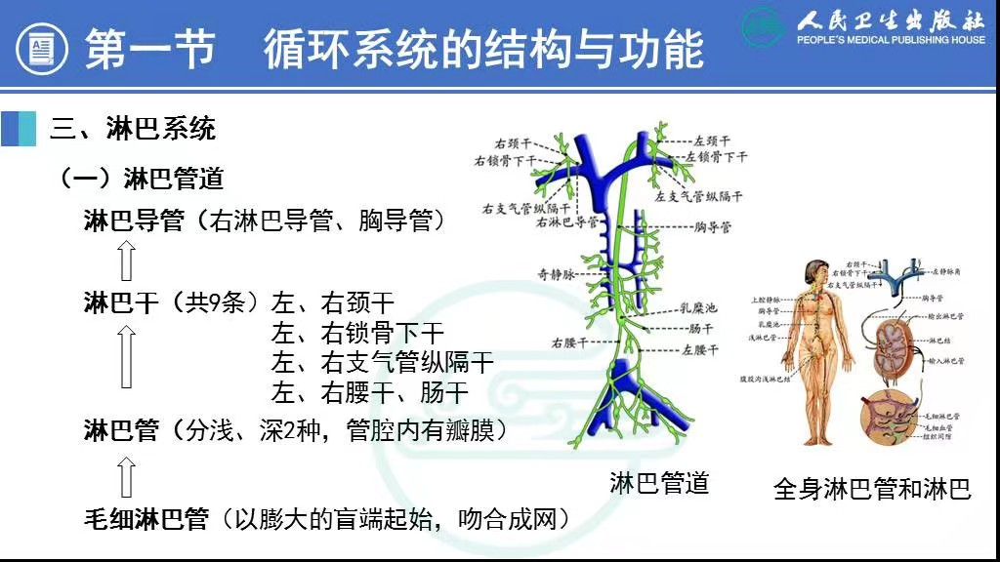 第一节 循环系统的结构与功能
人民卫生出版社
PEOPLE'S MEDICAL PUBLISHING HOUSE
三、淋巴系统
（一）淋巴管道
淋巴导管（右淋巴导管、胸导管）
淋巴干（共9条）左、右颈干
左、右锁骨下干
左、右支气管纵隔干
左、右腰干、肠干
淋巴管（分浅、深2种，管腔内有瓣膜）
毛细淋巴管（以膨大的盲端起始，吻合成网）
右颈干
左颈干
右锁骨下干
左锁骨下干
右支气管纵隔干
左支气管纵隔干
右淋巴导管
胸导管
奇静脉
乳糜池
肠干
右腰干
左腰干
淋巴管道
右颈干
右锁骨下干
左静脉角
右支气管纵隔干
上腔静脉
胸导管
胸导管
输出淋巴管
乳糜池
浅淋巴管
淋巴结
输入淋巴管
腹股沟浅淋巴结
毛细淋巴管
毛细血管
组织间隙
全身淋巴管和淋巴